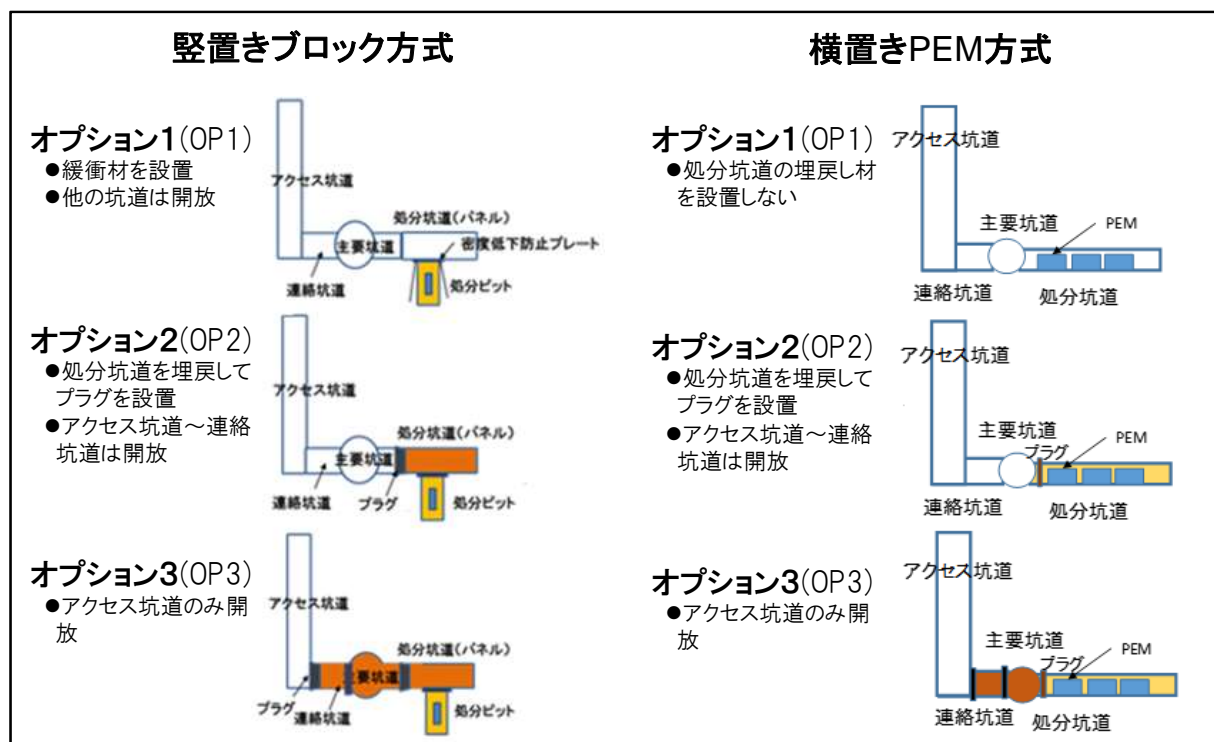 竪置きブロック方式
オプション1(OP1)
●緩衝材を設置
●他の坑道は開放
アクセス坑道
処分坑道(パネル)
主要坑道
密度低下防止プレート
連絡坑道
処分ピット
オプション2(OP2)
●処分坑道を埋戻して
プラグを設置
●アクセス坑道~連絡
坑道は開放
アクセス坑道
処分坑道(パネル)
主要坑道
連絡坑道
プラグ
処分ピット
オプション3(OP3)
●アクセス坑道のみ開
放
アクセス坑道
処分坑道(パネル)
主要坑道
プラグ
連絡坑道
処分ピット
横置きPEM方式
オプション1(OP1)
●処分坑道の埋戻し材
を設置しない
アクセス坑道
主要坑道
PEM
連絡坑道
処分坑道
オプション2(OP2)
●処分坑道を埋戻して
プラグを設置
●アクセス坑道~連絡
坑道は開放
アクセス坑道
主要坑道
プラグ
PEM
連絡坑道
処分坑道
オプション3(OP3)
●アクセス坑道のみ開
放
アクセス坑道
主要坑道
プラグ
PEM
連絡坑道
処分坑道